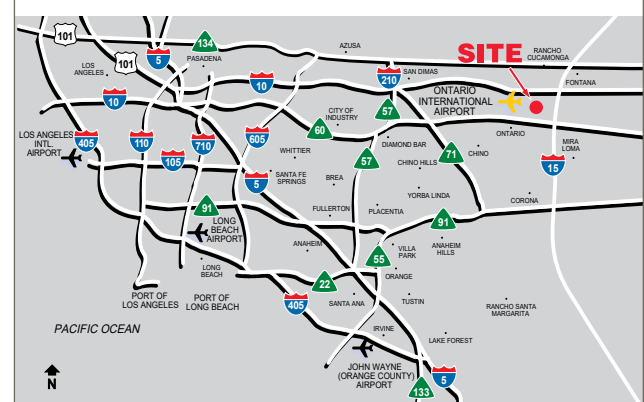 101
134
AZUSA
SITE
RANCHO
CUCAMONGA
LOS
ANGELES
101
5
PASADENA
210
SAN DIMAS
FONTANA
10
10
ONTARIO
INTERNATIONAL
AIRPORT
CITY OF
INDUSTRY
57
60
ONTARIO
LOS ANGELES
INTL.
AIRPORT
405
110
710
605
DIAMOND BAR
MIRA
LOMA
WHITTIER
105
57
CHINO HILLS
71
CHINO
15
SANTA FE
SPRINGS
5
BREA
YORBA LINDA
CORONA
91
FULLERTON
PLACENTIA
91
LONG
BEACH
AIRPORT
ANAHEIM
VILLA
PARK
ANAHEIM
HILLS
55
LONG
BEACH
ORANGE
22
PORT OF
LOS ANGELES
PORT OF
LONG BEACH
405
SANTA ANA
TUSTIN
RANCHO SANTA
MARGARITA
PACIFIC OCEAN
IRVINE
LAKE FOREST
JOHN WAYNE
(ORANGE COUNTY)
AIRPORT
N
5
133